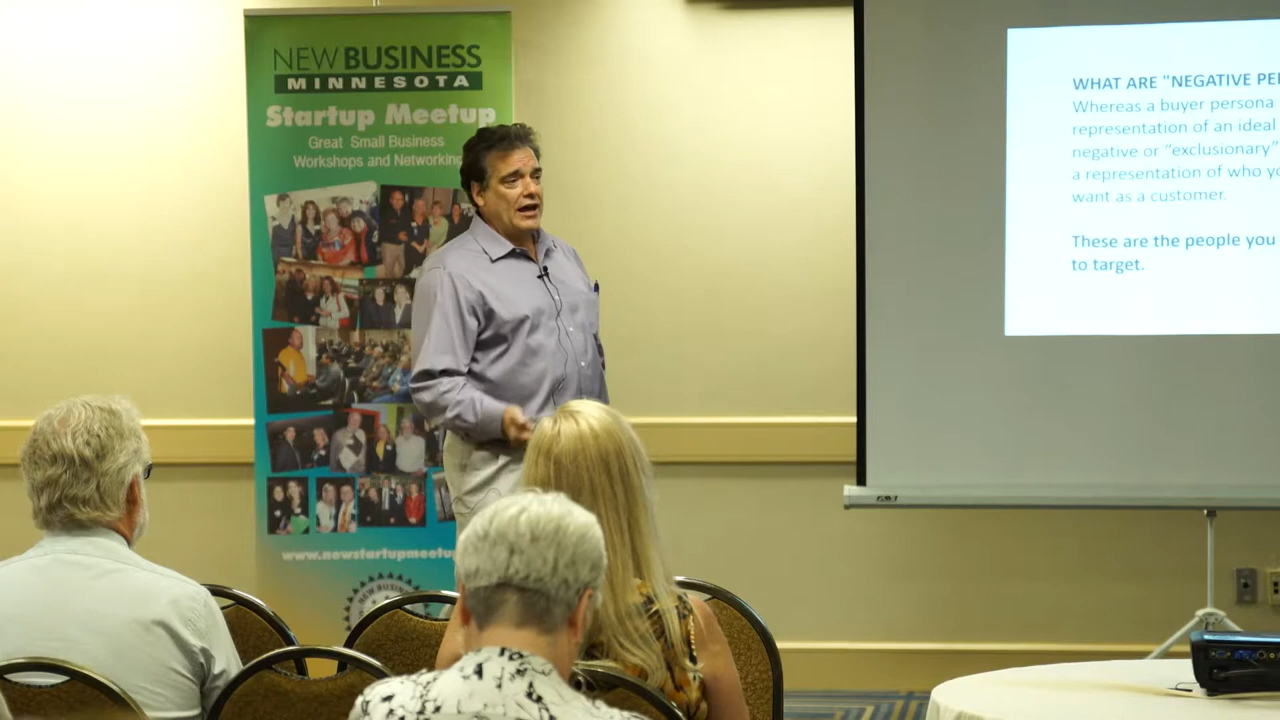 NEW BUSINESS
MINNESOTA
Startup Meetup
Great Small Business
Workshops and Networking
www.newstartupmeetup
NEW BUSINESS
WHAT ARE "NEGATIVE PE
Whereas a buyer persona
representation of an ideal
negative or “exclusionary”
a representation of who yo
want as a customer.
These are the people you
to target.